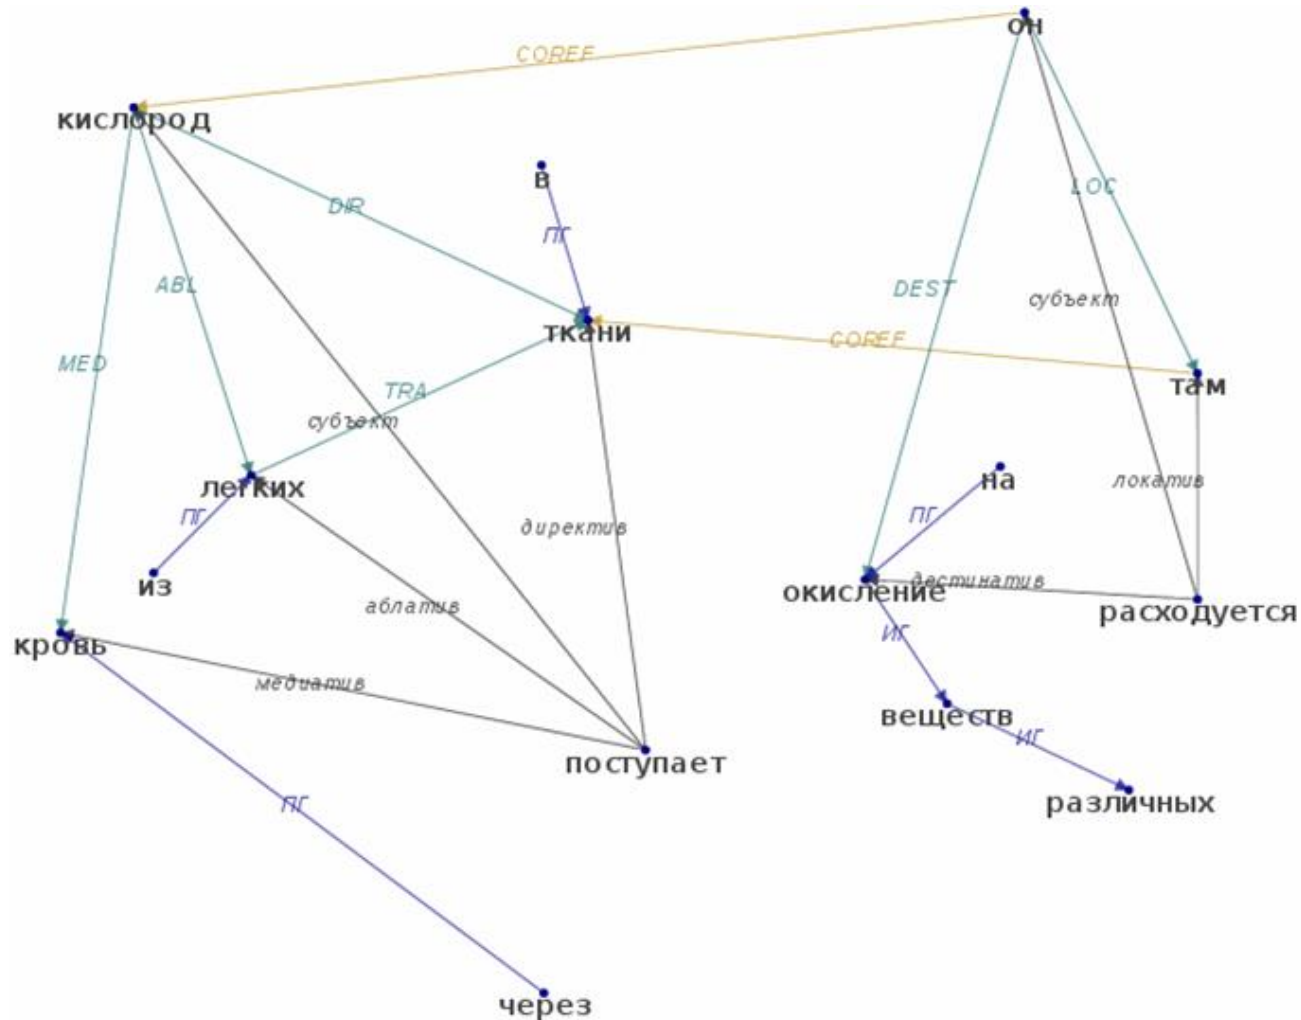 он
COREF
кислород
в
LOC
DIR
ПГ
ABL
DEST
субъект
ткани
COREF
MED
там
TRA
субъект
на
локатив
легких
ПГ
ПГ
директив
из
дестинатив
окисление
аблатив
расходуется
ИГ
кровь
медиатив
веществ
ИГ
поступает
различных
ПГ
через